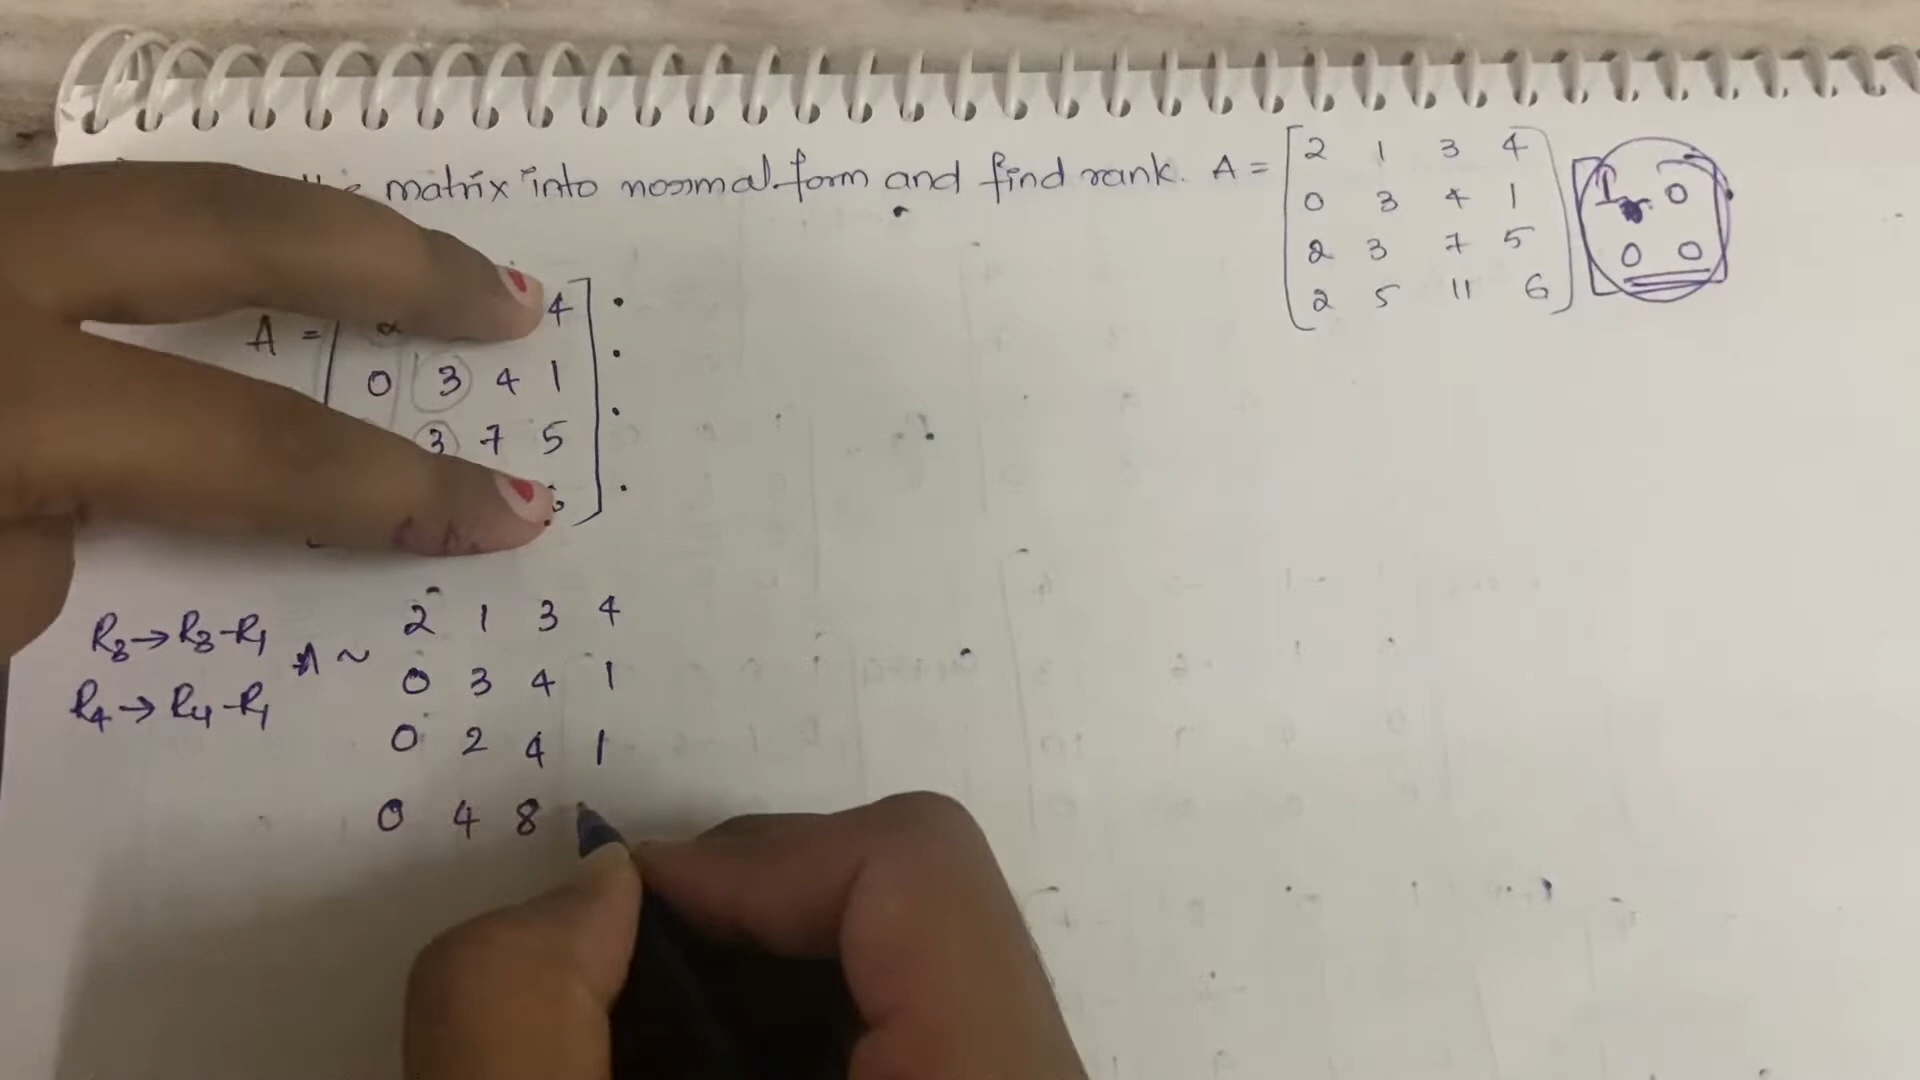 matrix into normal form and find rank. A = [2 1 3 4
0 3 4 1
2 3 7 5
2 5 11 6]
[Ir 0
0 0]
A = 4
0 3 4 1
3 7 5
R3→R3-R1
R4→R4-R1
A ~ 2 1 3 4
0 3 4 1
0 2 4 1
0 4 8